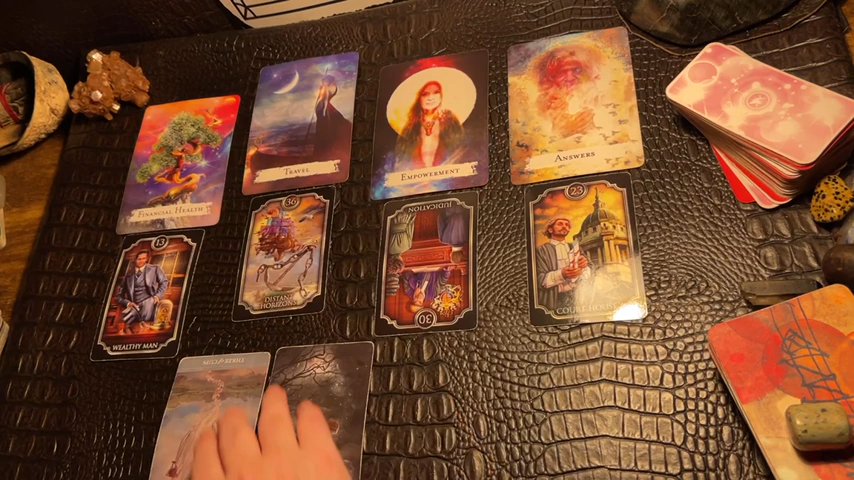 FINANCIAL HEALTH
TRAVEL
EMPOWERMENT
ANSWERS
13
WEALTHY MAN
36
DISTANT
HORIZONS
JUDICATION
30
23
COURT HOUSE